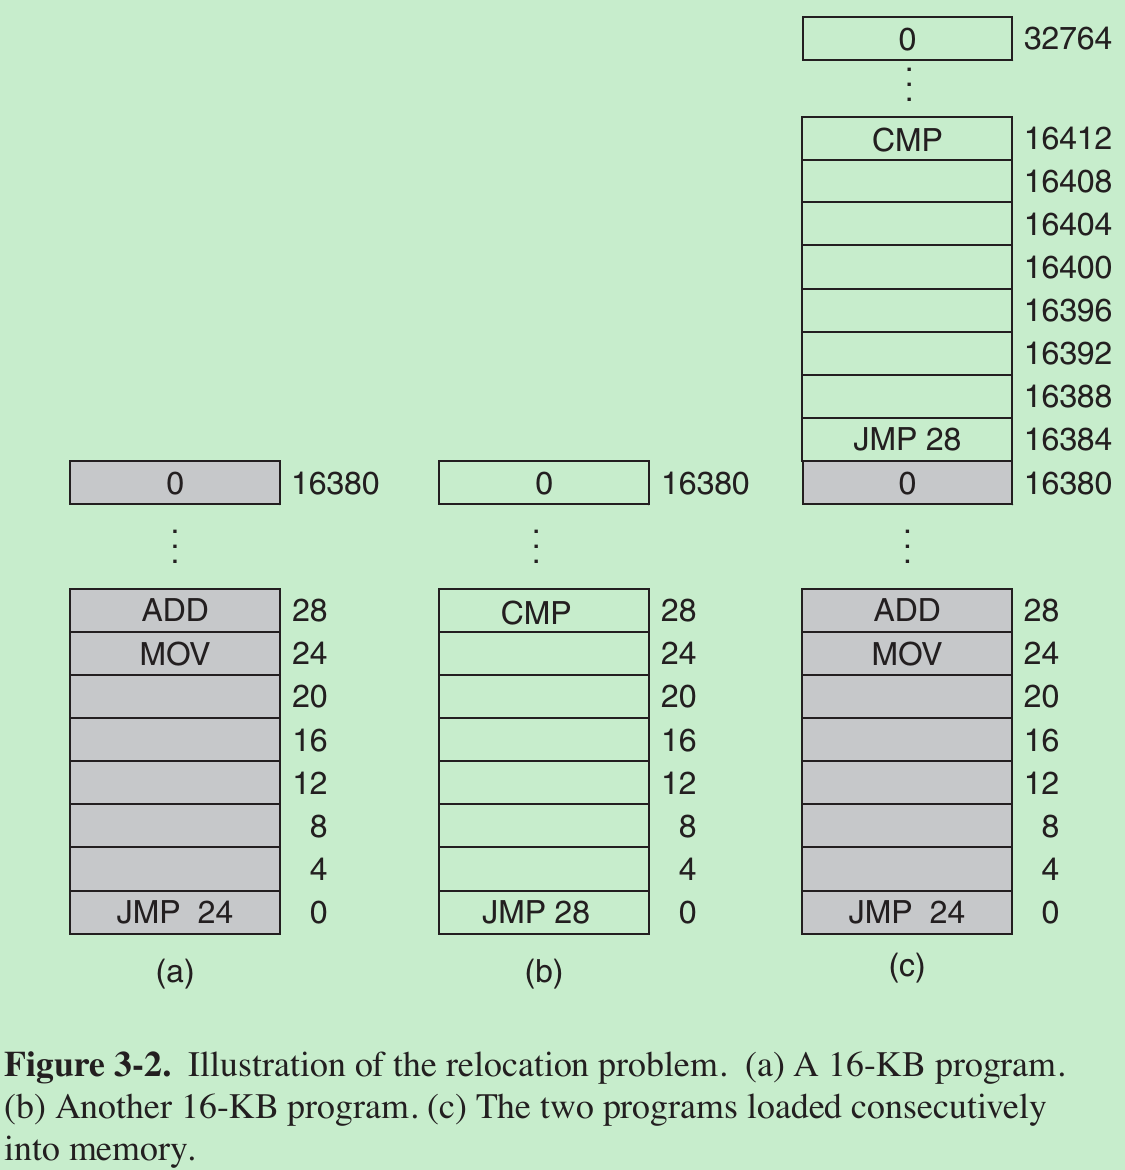 0 32764
⋮
CMP 16412
16408
16404
16400
16396
16392
16388
JMP 28 16384
0 16380 0 16380 0 16380
⋮ ⋮ ⋮
ADD 28 CMP 28 ADD 28
MOV 24 24 MOV 24
20 20 20
16 16 16
12 12 12
8 8 8
4 4 4
JMP 24 0 JMP 28 0 JMP 24 0
(a) (b) (c)
Figure 3-2. Illustration of the relocation problem. (a) A 16-KB program.
(b) Another 16-KB program. (c) The two programs loaded consecutively
into memory.